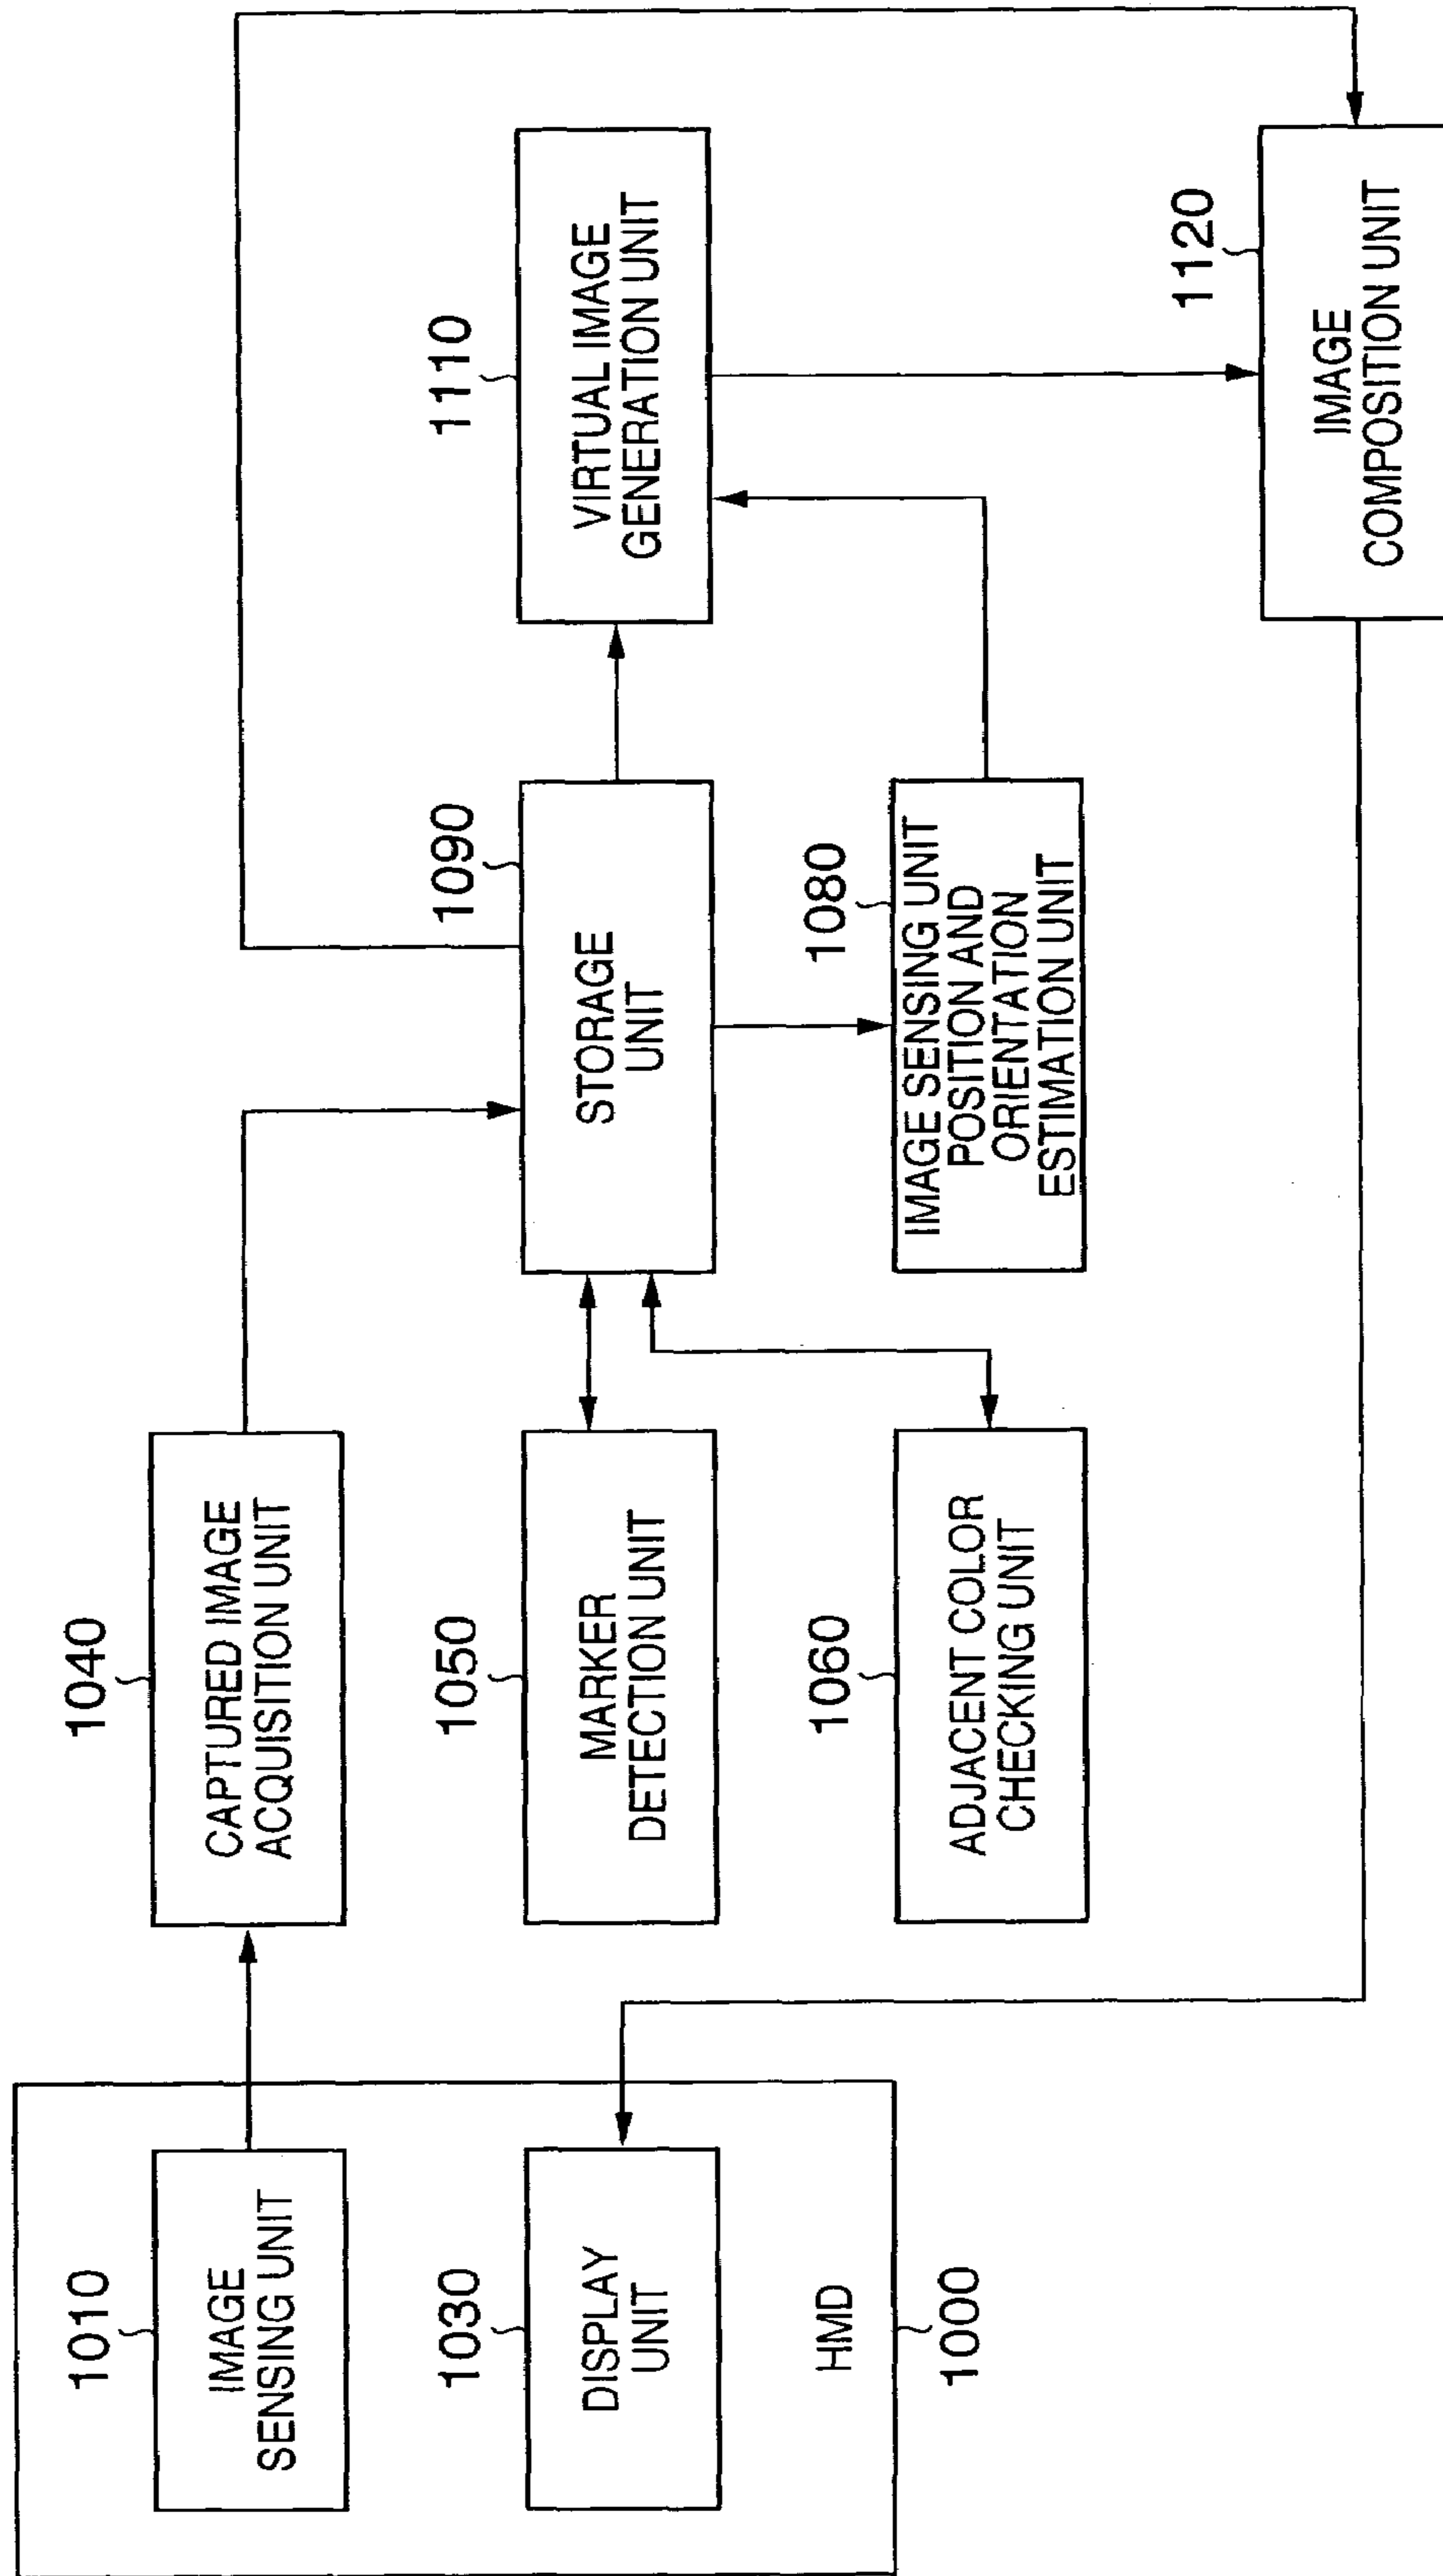 1010
IMAGE
SENSING UNIT
1030
DISPLAY
UNIT
HMD
1000
1040
CAPTURED IMAGE
ACQUISITION UNIT
1050
MARKER
DETECTION UNIT
1060
ADJACENT COLOR
CHECKING UNIT
1090
STORAGE
UNIT
1080
IMAGE SENSING UNIT
POSITION AND
ORIENTATION
ESTIMATION UNIT
1110
VIRTUAL IMAGE
GENERATION UNIT
1120
IMAGE
COMPOSITION UNIT